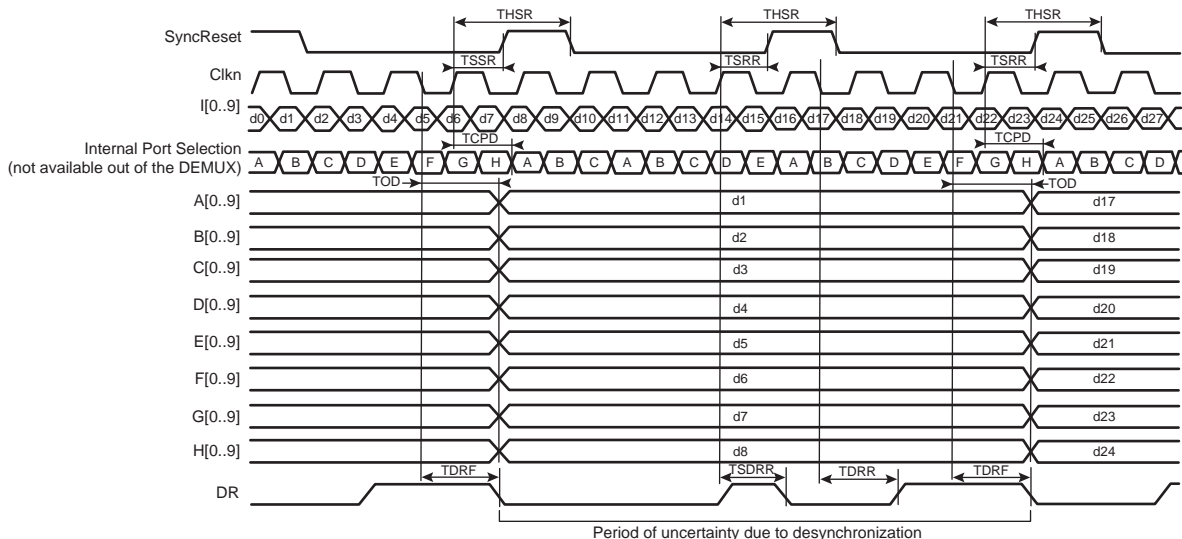 THSR THSR THSR
SyncReset
TSSR TSRR TSRR
Clkn
I[0..9]
d0 d1 d2 d3 d4 d5 d6 d7 d8 d9 d10 d11 d12 d13 d14 d15 d16 d17 d18 d19 d20 d21 d22 d23 d24 d25 d26 d27
TCPD TCPD
Internal Port Selection
(not available out of the DEMUX)
A B C D E F G H A B C A B C D E A B C D E F G H A B C D
TOD TOD
A[0..9] d1 d17
B[0..9] d2 d18
C[0..9] d3 d19
D[0..9] d4 d20
E[0..9] d5 d21
F[0..9] d6 d22
G[0..9] d7 d23
H[0..9] d8 d24
TDRF TSDRR TDRR TDRF
DR
Period of uncertainty due to desynchronization